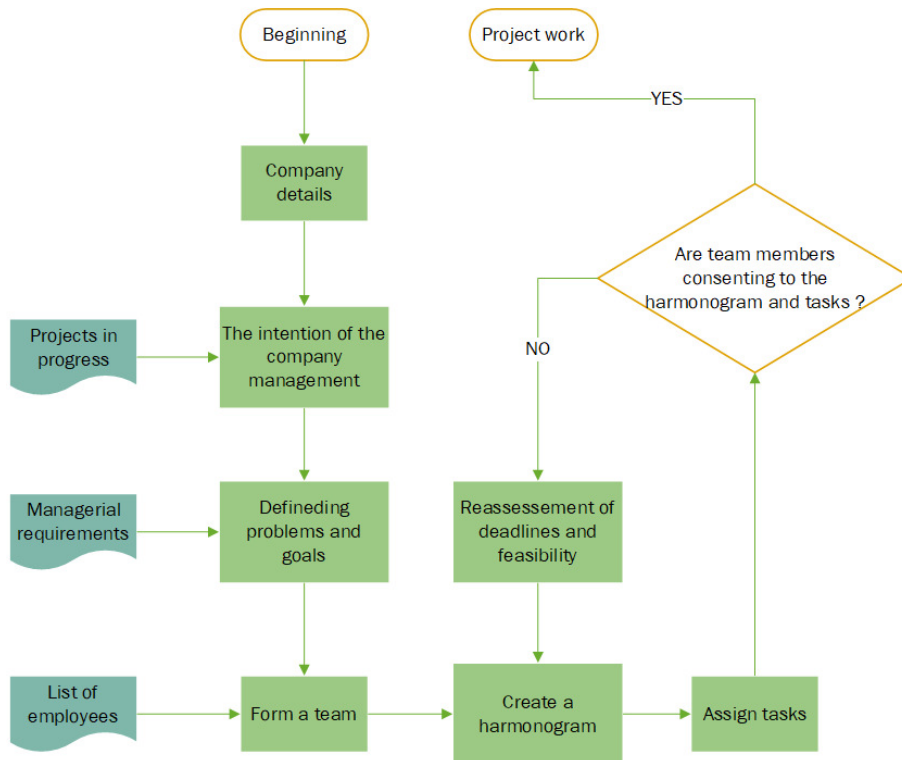 Beginning
Project work
YES
Company
details
Are team members
consenting to the
harmonogram and tasks ?
Projects in
progress
The intention of the
company
management
NO
Managerial
requirements
Defineding
problems and
goals
Reassessement of
deadlines and
feasibility
List of
employees
Form a team
Create a
harmonogram
Assign tasks